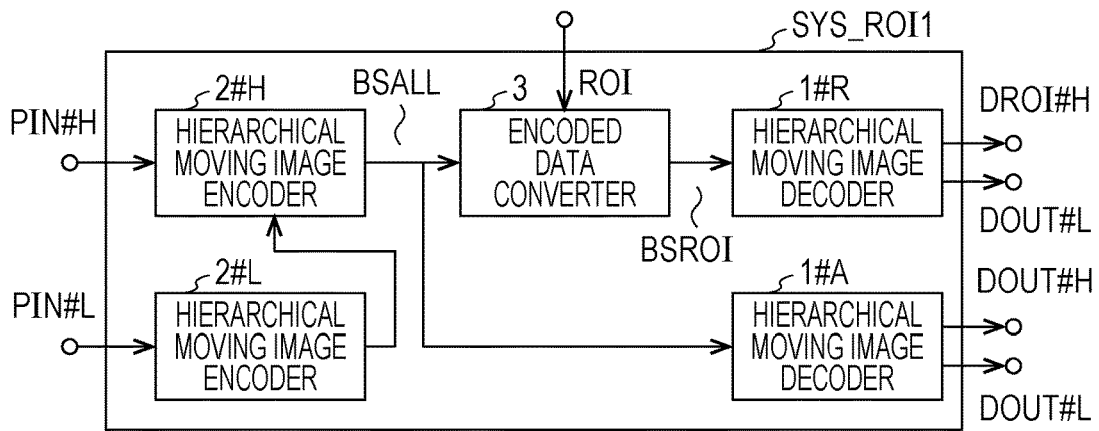 SYS_ROI1
2#H
BSALL
3
ROI
1#R
DROI#H
PIN#H
HIERARCHICAL
MOVING IMAGE
ENCODER
ENCODED
DATA
CONVERTER
HIERARCHICAL
MOVING IMAGE
DECODER
DOUT#L
BSROI
2#L
1#A
DOUT#H
PIN#L
HIERARCHICAL
MOVING IMAGE
ENCODER
HIERARCHICAL
MOVING IMAGE
DECODER
DOUT#L